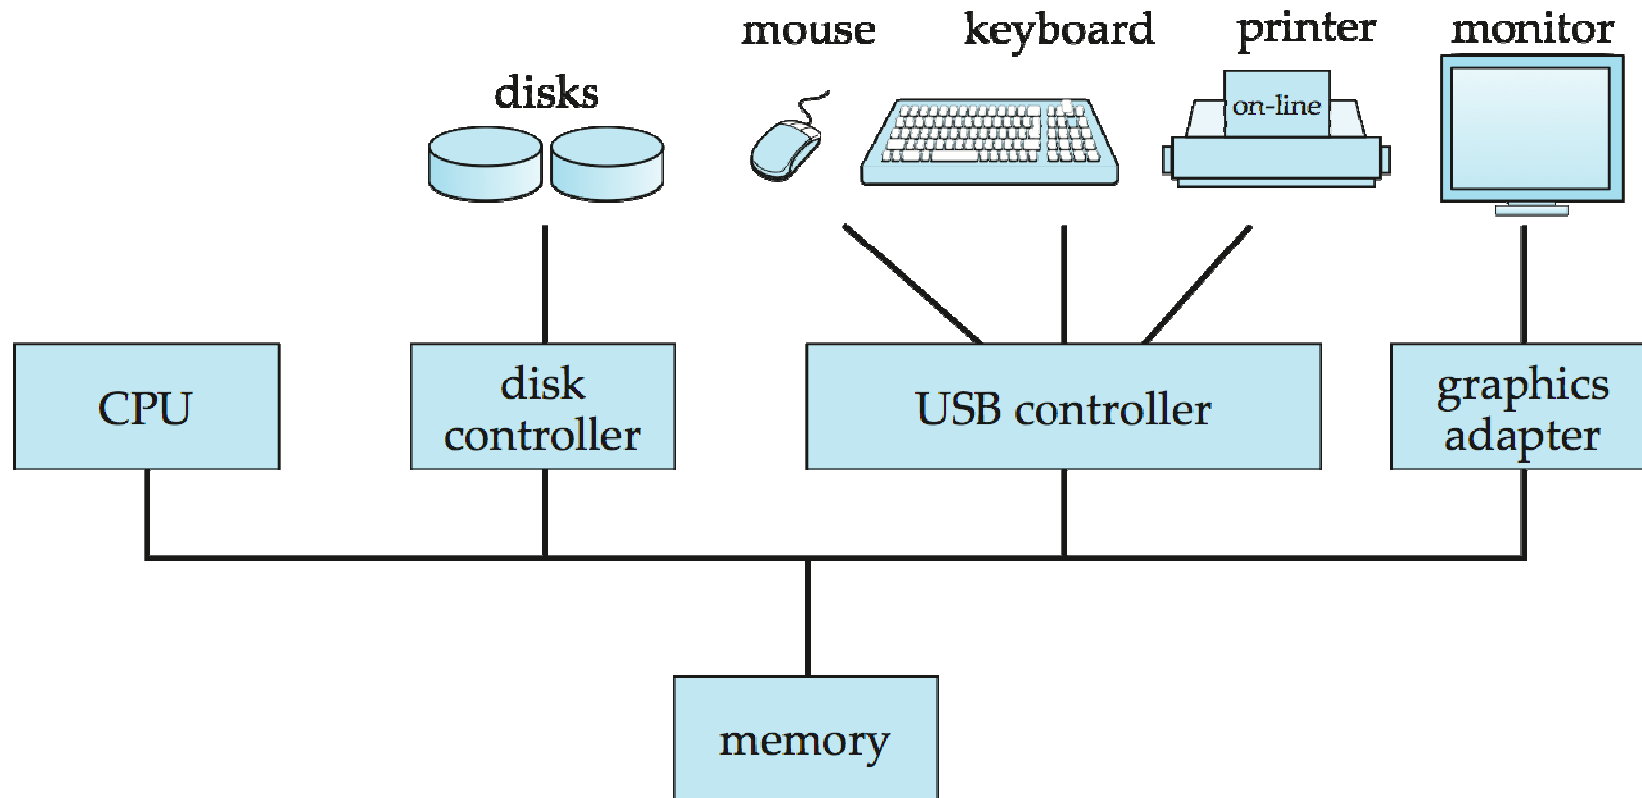 mouse
keyboard
printer
monitor
disks
on-line
CPU
disk
controller
USB controller
graphics
adapter
memory